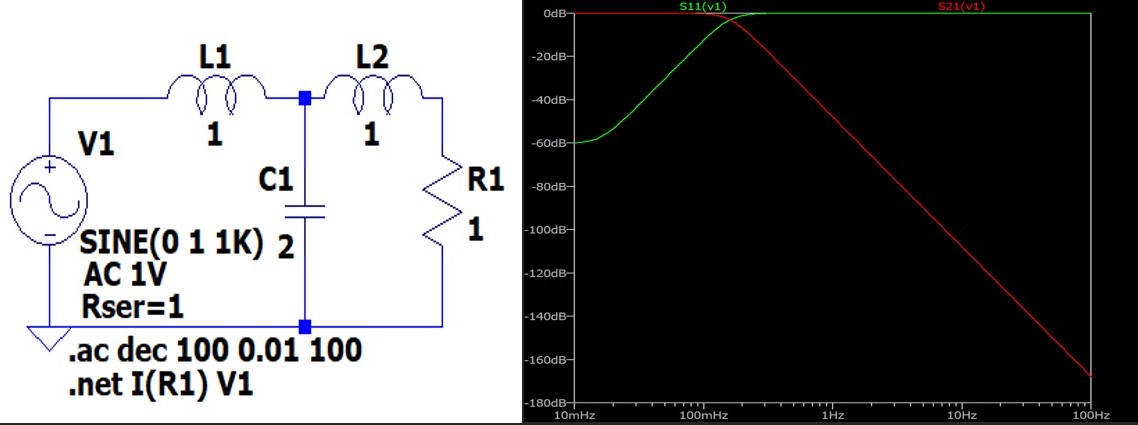 L1
L2
1
1
V1
+
C1
R1
1
−
SINE(0 1 1K)
2
AC 1V
Rser=1
.ac dec 100 0.01 100
.net I(R1) V1
S11(v1)
S21(v1)
0dB
-20dB
-40dB
-60dB
-80dB
-100dB
-120dB
-140dB
-160dB
-180dB
10mHz
100mHz
1Hz
10Hz
100Hz